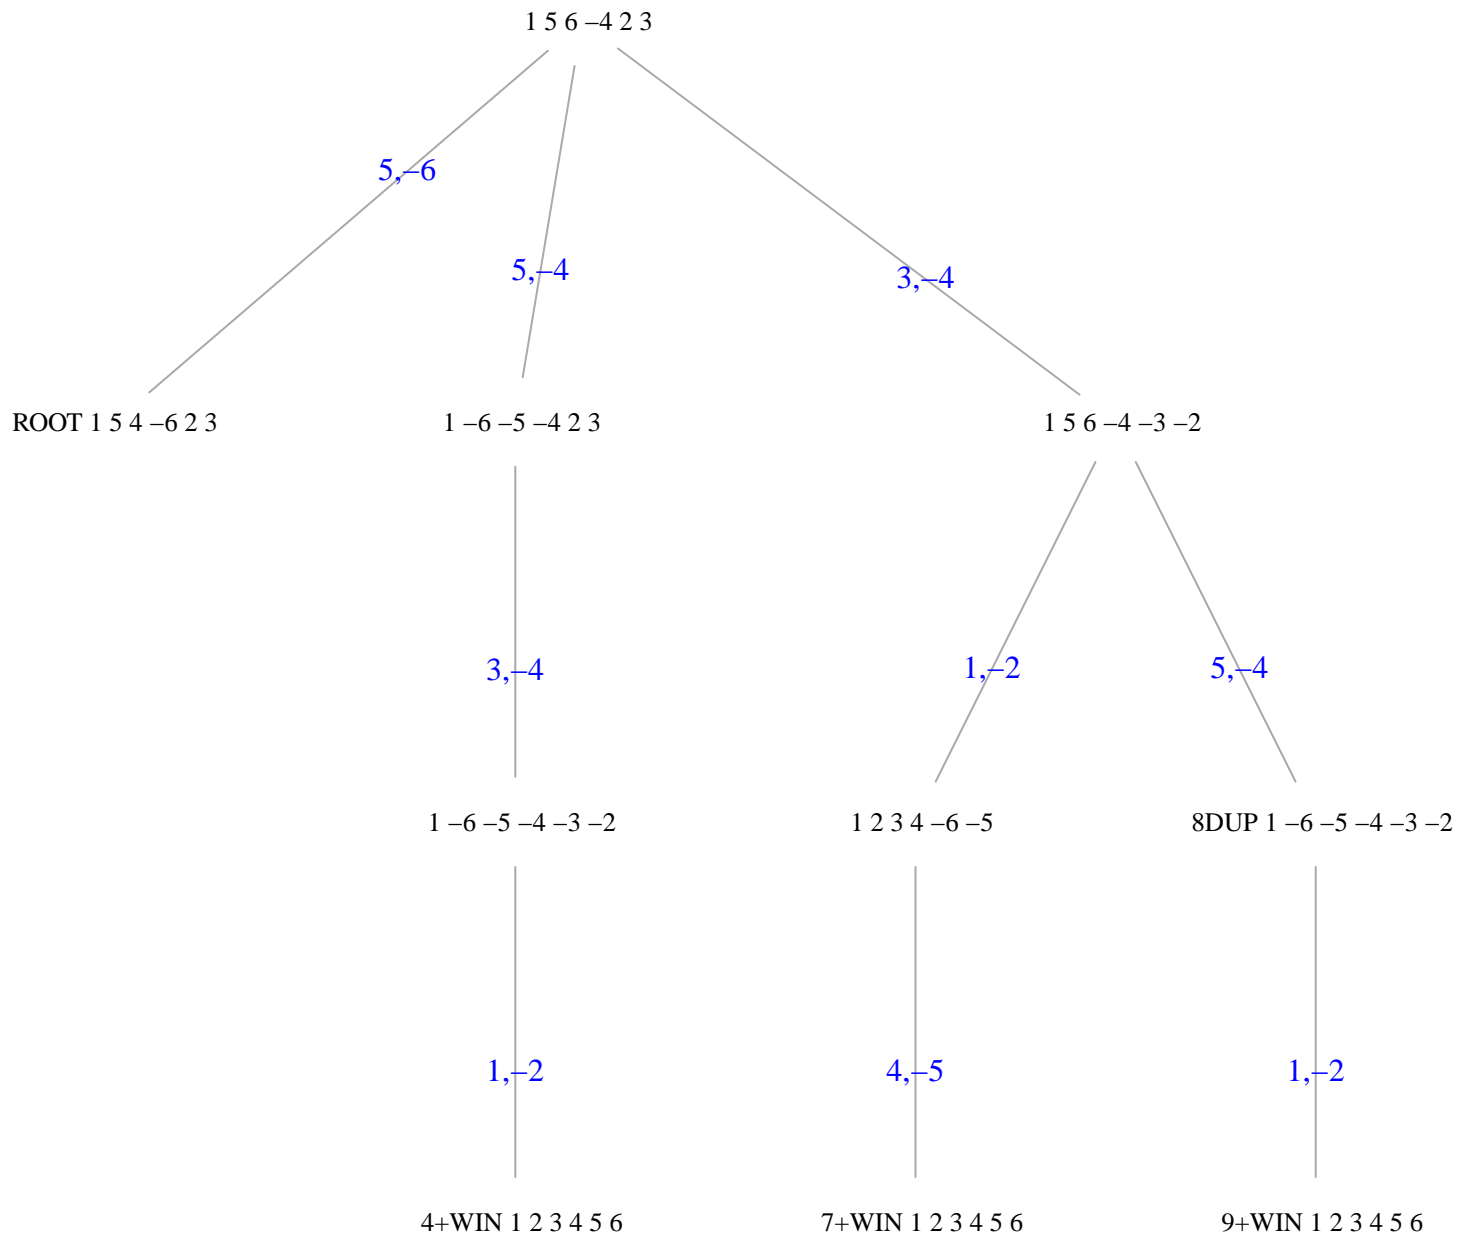 1 5 6 –4 2 3
5,–6
5,–4
3,–4
ROOT 1 5 4 –6 2 3
1 –6 –5 –4 2 3
1 5 6 –4 –3 –2
3,–4
1,–2
5,–4
1 –6 –5 –4 –3 –2
1 2 3 4 –6 –5
8DUP 1 –6 –5 –4 –3 –2
1,–2
4,–5
1,–2
4+WIN 1 2 3 4 5 6
7+WIN 1 2 3 4 5 6
9+WIN 1 2 3 4 5 6